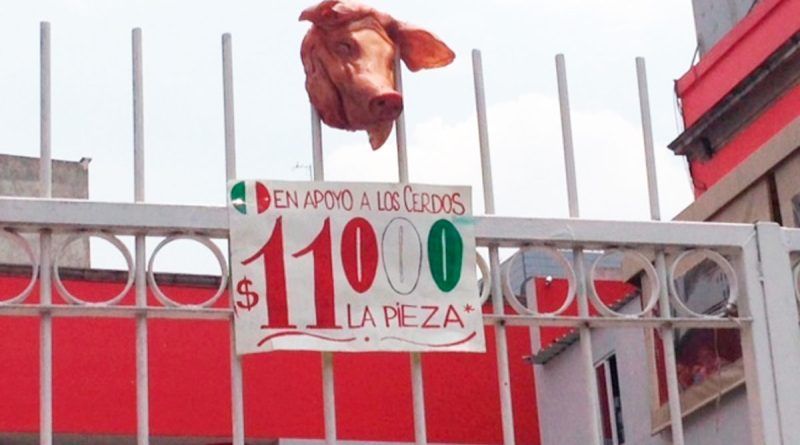 EN APOYO A LOS CERDOS
$11000
LA PIEZA*